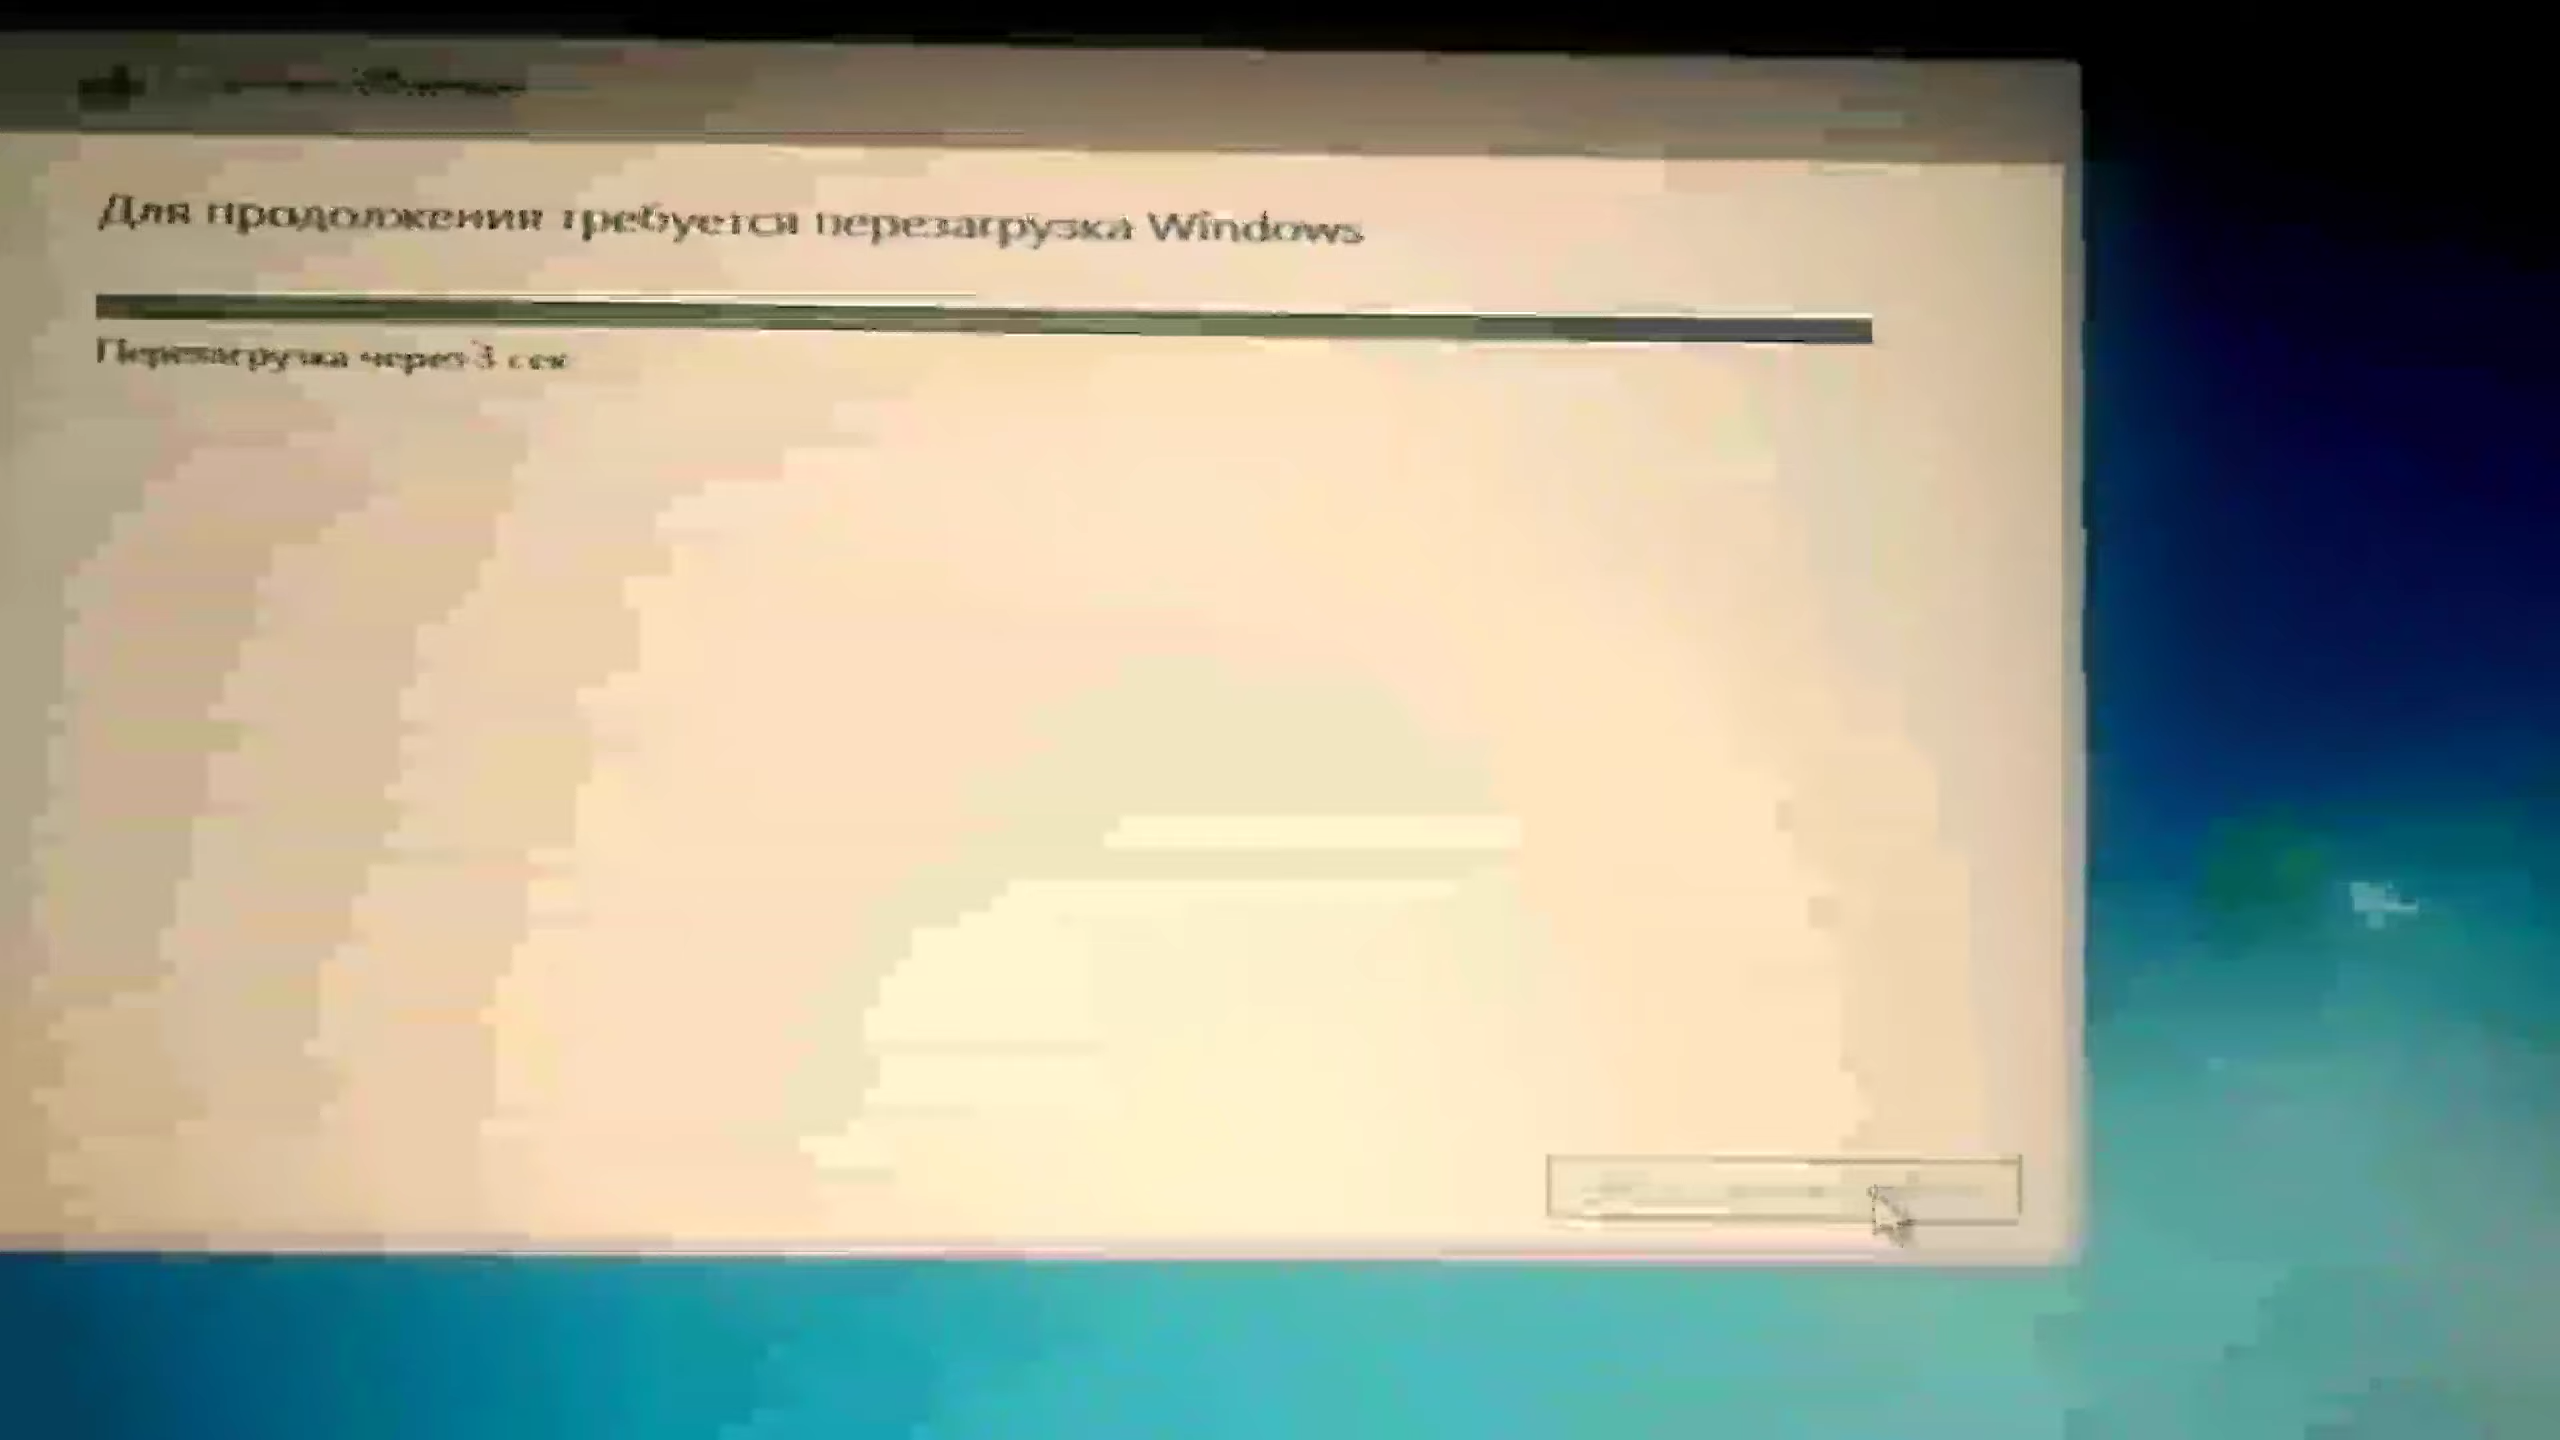 Для продолжения требуется перезагрузка Windows
Перезагрузка через 3 сек